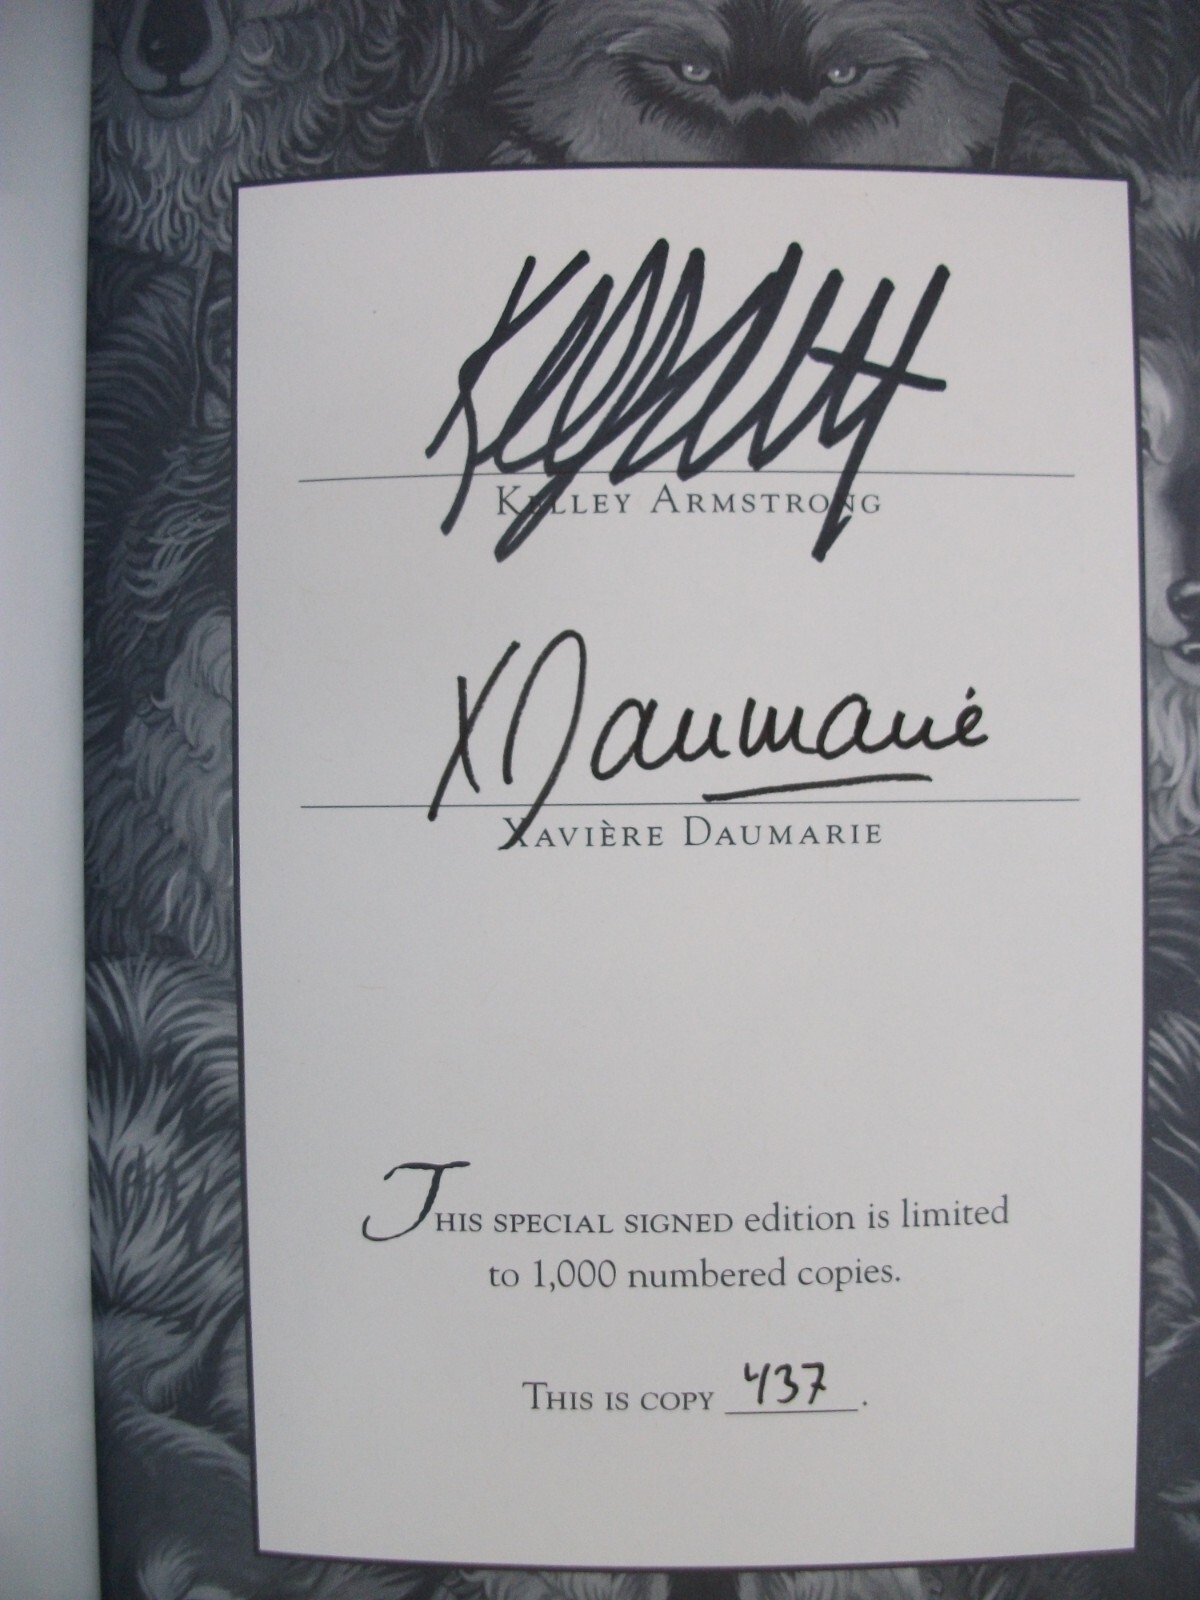 KELLEY ARMSTRONG
X Daumarie
XAVIÈRE DAUMARIE
THIS SPECIAL SIGNED edition is limited
to 1,000 numbered copies.
THIS IS COPY 437.